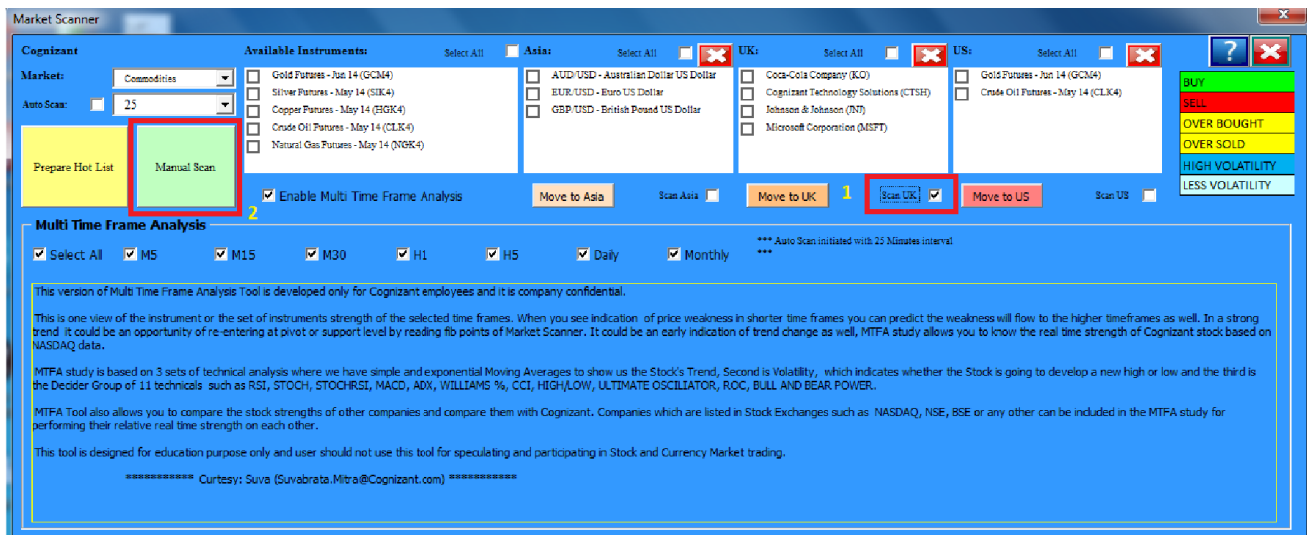 Market Scanner
x
Cognizant
Available Instruments:
Select All
Asia:
Select All
UK:
Select All
US:
Select All
?
Market:
Commodities
Auto Scan:
25
Gold Futures - Jun 14 (GCM4)
Silver Futures - May 14 (SIK4)
Copper Futures - May 14 (HGK4)
Crude Oil Futures - May 14 (CLK4)
Natural Gas Futures - May 14 (NGK4)
AUD/USD - Australian Dollar US Dollar
EUR/USD - Euro US Dollar
GBP/USD - British Pound US Dollar
Coca-Cola Company (KO)
Cognizant Technology Solutions (CTSH)
Johnson & Johnson (JNJ)
Microsoft Corporation (MSFT)
Gold Futures - Jun 14 (GCM4)
Crude Oil Futures - May 14 (CLK4)
BUY
SELL
OVER BOUGHT
OVER SOLD
HIGH VOLATILITY
LESS VOLATILITY
Prepare Hot List
Manual Scan
2
Enable Multi Time Frame Analysis
Move to Asia
Scan Asia
Move to UK
1
Scan UK
Move to US
Scan US
Multi Time Frame Analysis
Select All
M5
M15
M30
H1
H5
Daily
Monthly
*** Auto Scan initiated with 25 Minutes interval
***
This version of Multi Time Frame Analysis Tool is developed only for Cognizant employees and it is company confidential.
This is one view of the instrument or the set of instruments strength of the selected time frames. When you see indication of price weakness in shorter time frames you can predict the weakness will flow to the higher timeframes as well. In a strong
trend it could be an opportunity of re-entering at pivot or support level by reading fib points of Market Scanner. It could be an early indication of trend change as well, MTFA study allows you to know the real time strength of Cognizant stock based on
NASDAQ data.
MTFA study is based on 3 sets of technical analysis where we have simple and exponential Moving Averages to show us the Stock's Trend, Second is Volatility, which indicates whether the Stock is going to develop a new high or low and the third is
the Decider Group of 11 technicals such as RSI, STOCH, STOCHRSI, MACD, ADX, WILLIAMS %, CCI, HIGH/LOW, ULTIMATE OSCILIATOR, ROC, BULL AND BEAR POWER.
MTFA Tool also allows you to compare the stock strengths of other companies and compare them with Cognizant. Companies which are listed in Stock Exchanges such as NASDAQ, NSE, BSE or any other can be included in the MTFA study for
performing their relative real time strength on each other.
This tool is designed for education purpose only and user should not use this tool for speculating and participating in Stock and Currency Market trading.
*********** Curtesy: Suva (Suvabrata.Mitra@Cognizant.com) ***********